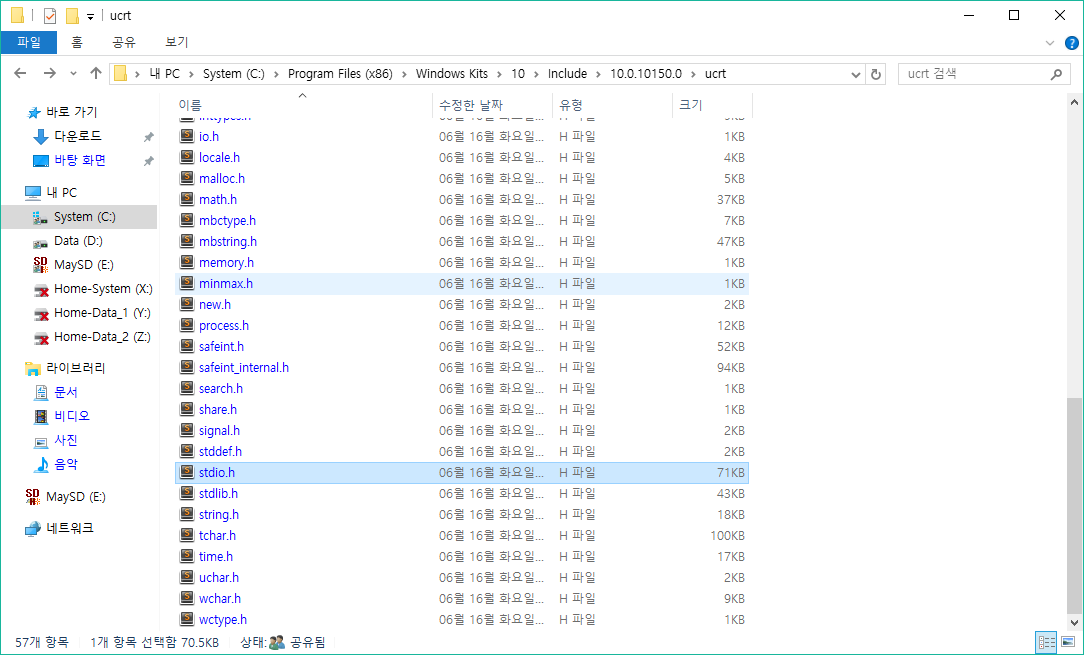 ucrt
파일 홈 공유 보기
내 PC > System (C:) > Program Files (x86) > Windows Kits > 10 > Include > 10.0.10150.0 > ucrt
ucrt 검색
바로 가기
다운로드
바탕 화면
내 PC
System (C:)
Data (D:)
MaySD (E:)
Home-System (X:)
Home-Data_1 (Y:)
Home-Data_2 (Z:)
라이브러리
문서
비디오
사진
음악
MaySD (E:)
네트워크
이름 수정한 날짜 유형 크기
io.h 06월 16일 화요일... H 파일 1KB
locale.h 06월 16일 화요일... H 파일 4KB
malloc.h 06월 16일 화요일... H 파일 5KB
math.h 06월 16일 화요일... H 파일 37KB
mbctype.h 06월 16일 화요일... H 파일 7KB
mbstring.h 06월 16일 화요일... H 파일 47KB
memory.h 06월 16일 화요일... H 파일 1KB
minmax.h 06월 16일 화요일... H 파일 1KB
new.h 06월 16일 화요일... H 파일 2KB
process.h 06월 16일 화요일... H 파일 12KB
safeint.h 06월 16일 화요일... H 파일 52KB
safeint_internal.h 06월 16일 화요일... H 파일 94KB
search.h 06월 16일 화요일... H 파일 1KB
share.h 06월 16일 화요일... H 파일 1KB
signal.h 06월 16일 화요일... H 파일 2KB
stddef.h 06월 16일 화요일... H 파일 2KB
stdio.h 06월 16일 화요일... H 파일 71KB
stdlib.h 06월 16일 화요일... H 파일 43KB
string.h 06월 16일 화요일... H 파일 18KB
tchar.h 06월 16일 화요일... H 파일 100KB
time.h 06월 16일 화요일... H 파일 17KB
uchar.h 06월 16일 화요일... H 파일 2KB
wchar.h 06월 16일 화요일... H 파일 9KB
wctype.h 06월 16일 화요일... H 파일 1KB
57개 항목 1개 항목 선택함 70.5KB 상태: 공유됨